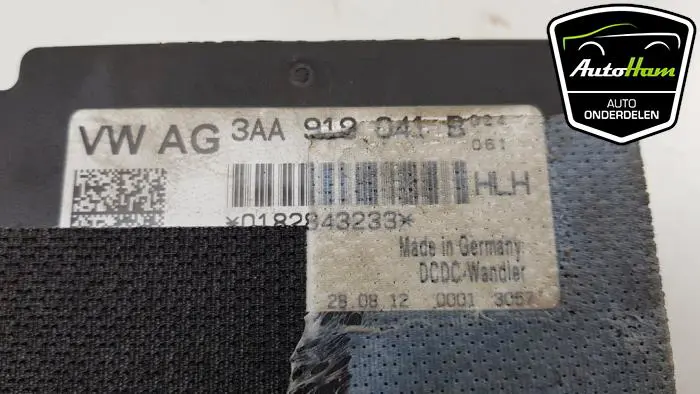 AutoHam
AUTO
ONDERDELEN
VW AG 3AA 919 041 B
061
HLH
*0182843233*
Made in Germany
DCDC-Wandler
28.08.12 0001 3057